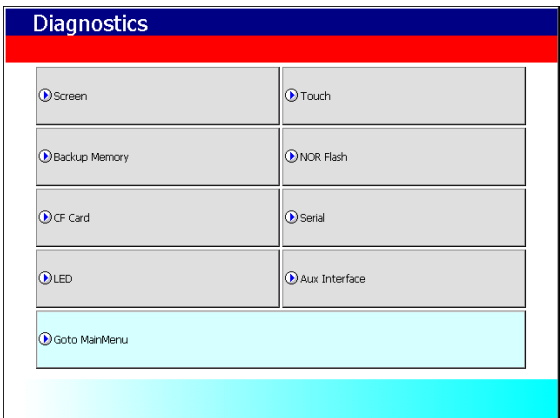 Diagnostics
Screen
Touch
Backup Memory
NOR Flash
CF Card
Serial
LED
Aux Interface
Goto MainMenu